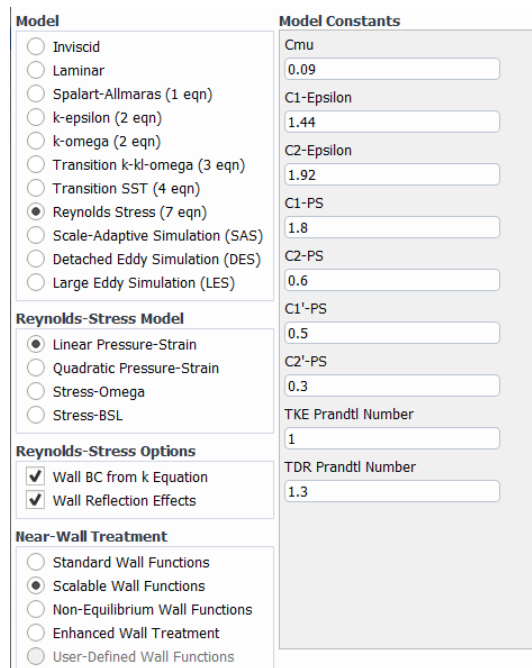 Model
Inviscid
Laminar
Spalart-Allmaras (1 eqn)
k-epsilon (2 eqn)
k-omega (2 eqn)
Transition k-kl-omega (3 eqn)
Transition SST (4 eqn)
Reynolds Stress (7 eqn)
Scale-Adaptive Simulation (SAS)
Detached Eddy Simulation (DES)
Large Eddy Simulation (LES)
Reynolds-Stress Model
Linear Pressure-Strain
Quadratic Pressure-Strain
Stress-Omega
Stress-BSL
Reynolds-Stress Options
Wall BC from k Equation
Wall Reflection Effects
Near-Wall Treatment
Standard Wall Functions
Scalable Wall Functions
Non-Equilibrium Wall Functions
Enhanced Wall Treatment
User-Defined Wall Functions
Model Constants
Cmu
0.09
C1-Epsilon
1.44
C2-Epsilon
1.92
C1-PS
1.8
C2-PS
0.6
C1'-PS
0.5
C2'-PS
0.3
TKE Prandtl Number
1
TDR Prandtl Number
1.3